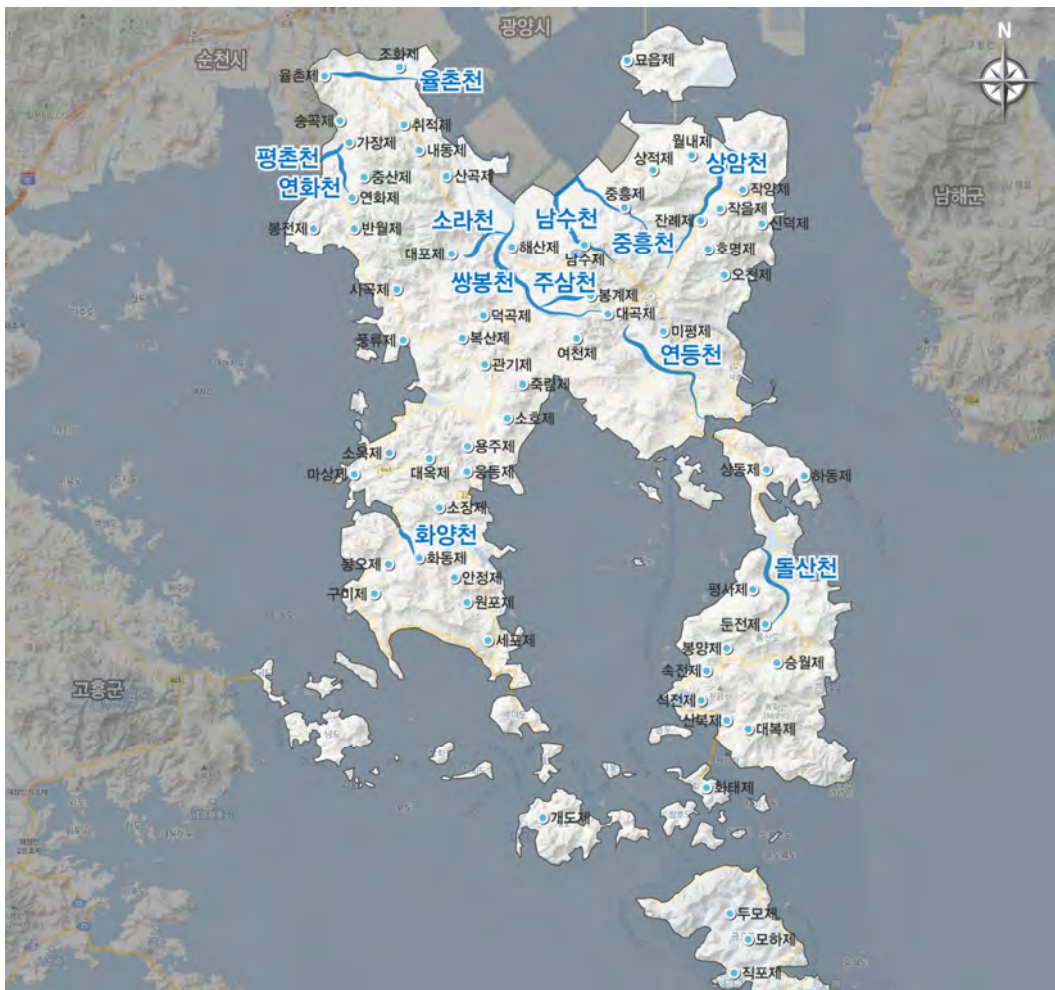 광양시
N
순천시
조화제
묘읍제
율촌제
율촌천
송곡제
취적제
가장제
내동제
월내제
상적제
평촌천
상암천
연화천
중산제
산곡제
작양제
연화제
중흥제
작음제
남해군
봉전제
반월제
소라천
남수천
잔례제
신덕제
대포제
해산제
남수제
중흥천
호명제
쌍봉천
주삼천
오천제
사곡제
봉계제
덕곡제
대곡제
복산제
여천제
미평제
풍류제
연등천
관기제
죽림제
소호제
용주제
소옥제
대옥제
웅동제
마상제
상동제
하동제
소장제
화양천
화동제
봉오제
안정제
돌산천
구미제
원포제
평사제
둔전제
세포제
봉양제
속전제
승월제
고흥군
석전제
산복제
대복제
화태제
개도제
두모제
모하제
직포제